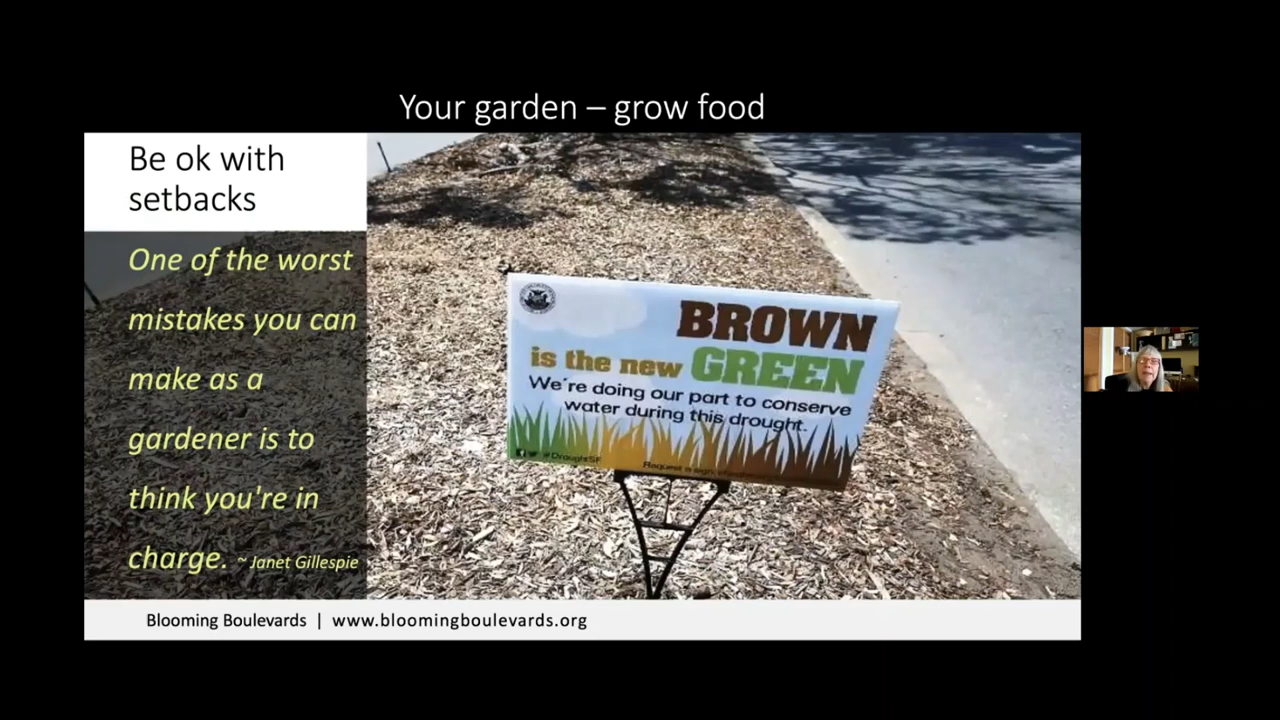 Your garden – grow food
Be ok with
setbacks
One of the worst
mistakes you can
make as a
gardener is to
think you're in
charge. ~ Janet Gillespie
BROWN
is the new GREEN
We're doing our part to conserve
water during this drought.
#DroughtSF
Request a sign:
Blooming Boulevards | www.bloomingboulevards.org